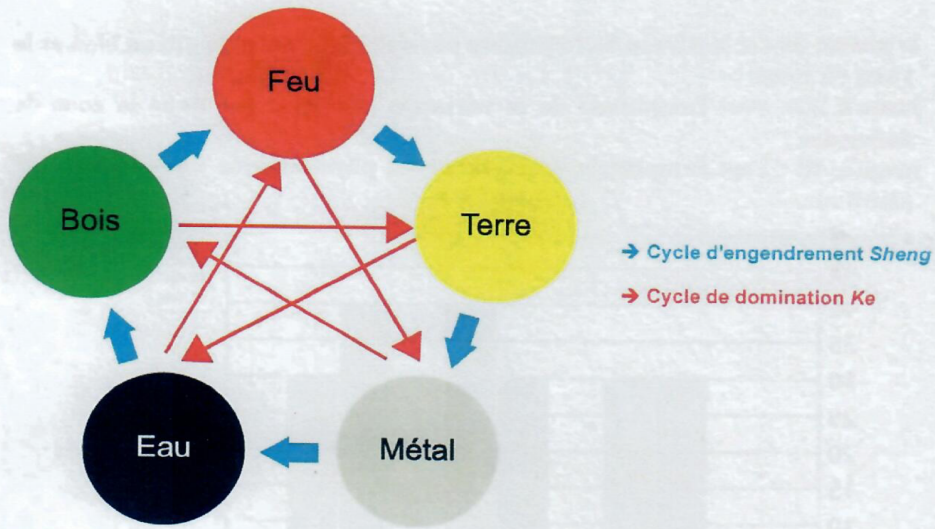 Feu
Bois
Terre
→ Cycle d'engendrement Sheng
→ Cycle de domination Ke
Eau
Métal